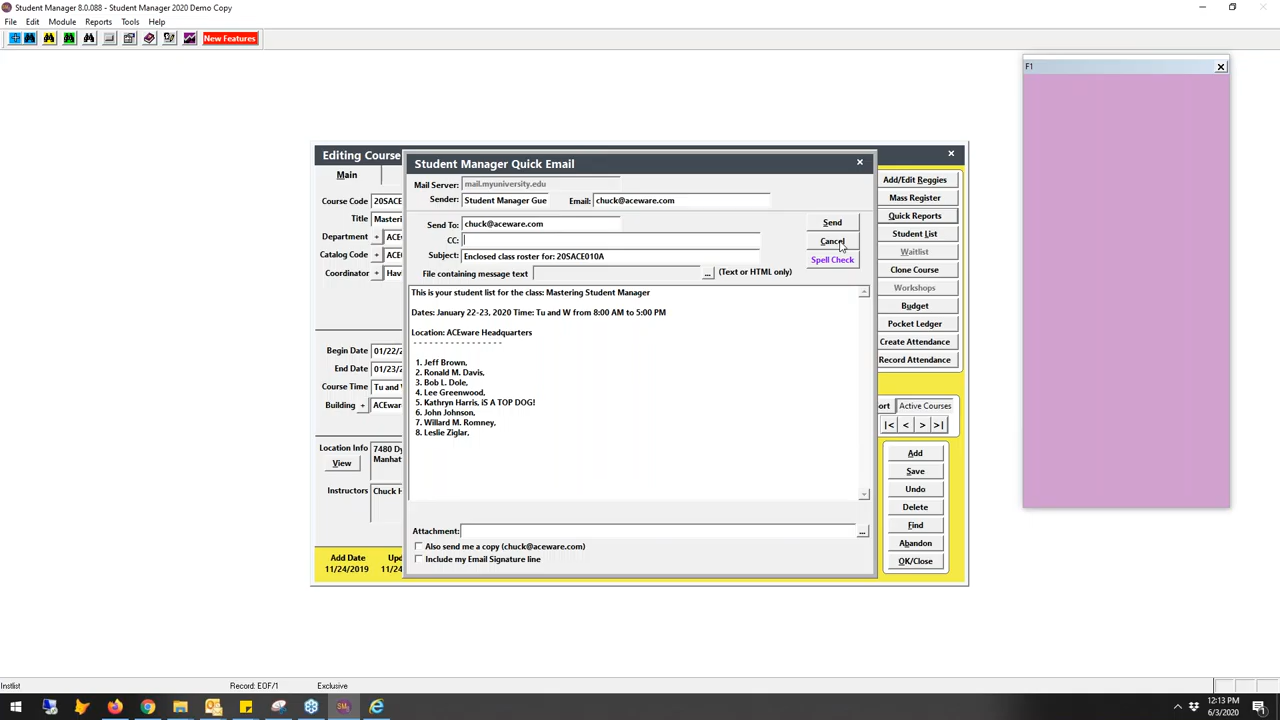 Student Manager 8.0.088 - Student Manager 2020 Demo Copy
File Edit Module Reports Tools Help
New Features
F1
Editing Course
Student Manager Quick Email
Main
Mail Server: mail.myuniversity.edu
Sender: Student Manager Gue Email: chuck@aceware.com
Send To: chuck@aceware.com
CC:
Subject: Enclosed class roster for: 20SACE010A
File containing message text ... (Text or HTML only)
Send
Cancel
Spell Check
Course Code 20SACE
Title Master
Department + ACE
Catalog Code + ACE
Coordinator + Hav
This is your student list for the class: Mastering Student Manager
Dates: January 22-23, 2020 Time: Tu and W from 8:00 AM to 5:00 PM
Location: ACEware Headquarters
- - - - - - - - - - - - - - - - -
1. Jeff Brown,
2. Ronald M. Davis,
3. Bob L. Dole,
4. Lee Greenwood,
5. Kathryn Harris, iS A TOP DOG!
6. John Johnson,
7. Willard M. Romney,
8. Leslie Ziglar,
Begin Date 01/22/2
End Date 01/23/2
Course Time Tu and
Building + ACEwar
Location Info 7480 Dy
Manhat
View
Instructors Chuck H
Attachment: ...
Also send me a copy (chuck@aceware.com)
Include my Email Signature line
Add Date Upd
11/24/2019 11/24
Add/Edit Reggies
Mass Register
Quick Reports
Student List
Waitlist
Clone Course
Workshops
Budget
Pocket Ledger
Create Attendance
Record Attendance
ort Active Courses
|< < > >|
Add
Save
Undo
Delete
Find
Abandon
OK/Close
Instlist Record: EOF/1 Exclusive
12:13 PM
6/3/2020